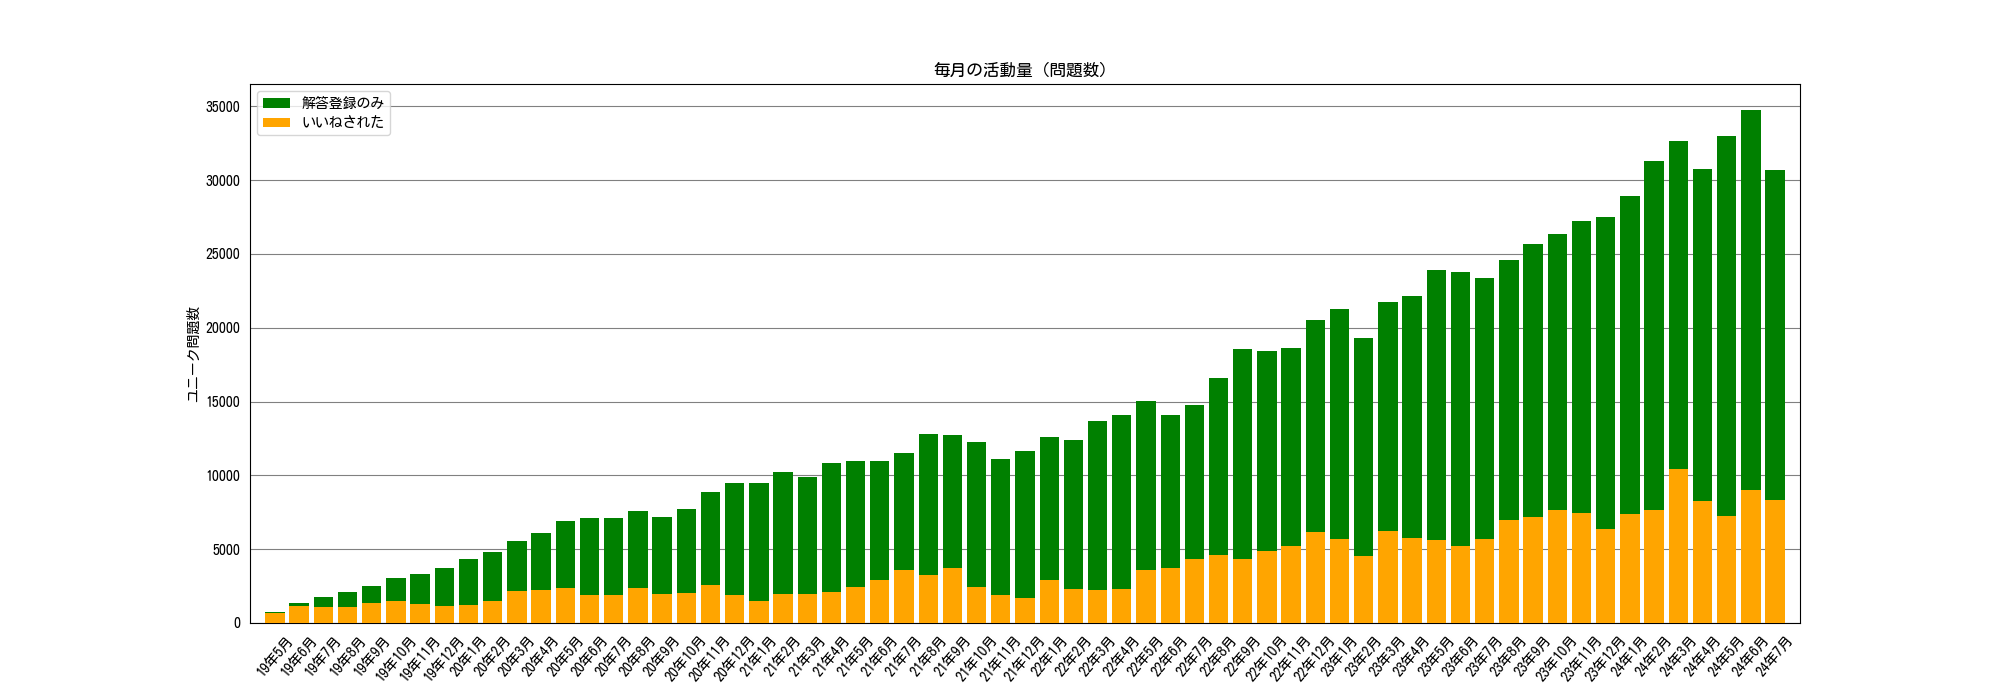 毎月の活動量（問題数）
解答登録のみ
いいねされた
ユニーク問題数
35000
30000
25000
20000
15000
10000
5000
0
19年5月
19年6月
19年7月
19年8月
19年9月
19年10月
19年11月
19年12月
20年1月
20年2月
20年3月
20年4月
20年5月
20年6月
20年7月
20年8月
20年9月
20年10月
20年11月
20年12月
21年1月
21年2月
21年3月
21年4月
21年5月
21年6月
21年7月
21年8月
21年9月
21年10月
21年11月
21年12月
22年1月
22年2月
22年3月
22年4月
22年5月
22年6月
22年7月
22年8月
22年9月
22年10月
22年11月
22年12月
23年1月
23年2月
23年3月
23年4月
23年5月
23年6月
23年7月
23年8月
23年9月
23年10月
23年11月
23年12月
24年1月
24年2月
24年3月
24年4月
24年5月
24年6月
24年7月